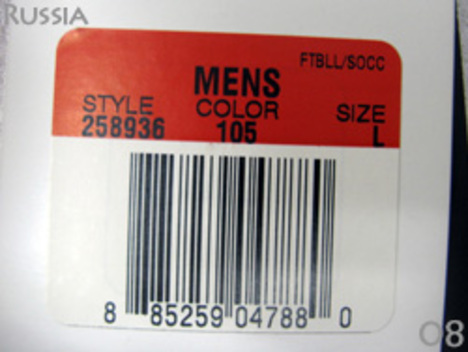 RUSSIA
FTBLL/SOCC
MENS
STYLE COLOR SIZE
258936 105 L
8 85259 04788 0
08